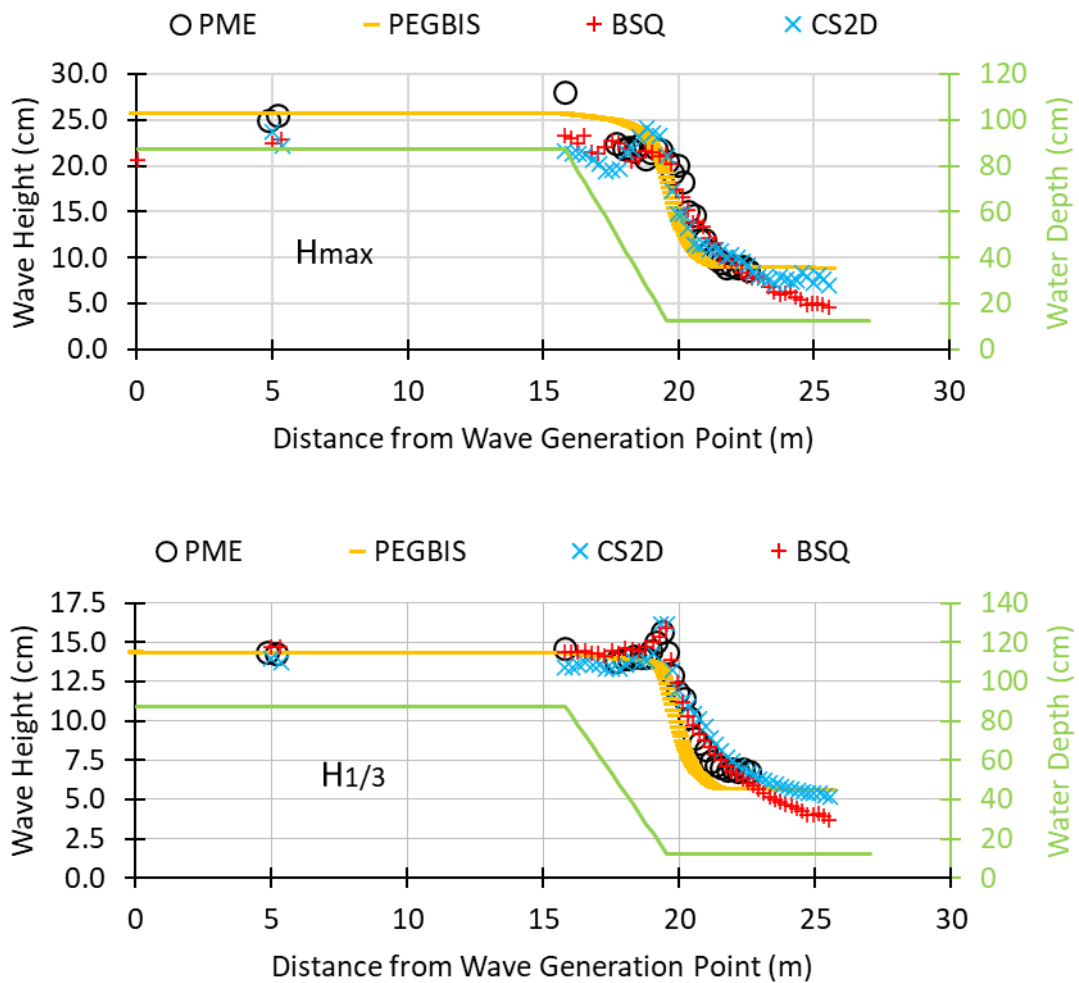 PME PEGBIS BSQ CS2D
30.0 120
25.0 100
20.0 80
15.0 60
10.0 40
5.0 20
0.0 0
Wave Height (cm)
Water Depth (cm)
Hmax
0 5 10 15 20 25 30
Distance from Wave Generation Point (m)
PME PEGBIS CS2D BSQ
17.5 140
15.0 120
12.5 100
10.0 80
7.5 60
5.0 40
2.5 20
0.0 0
Wave Height (cm)
Water Depth (cm)
H1/3
0 5 10 15 20 25 30
Distance from Wave Generation Point (m)